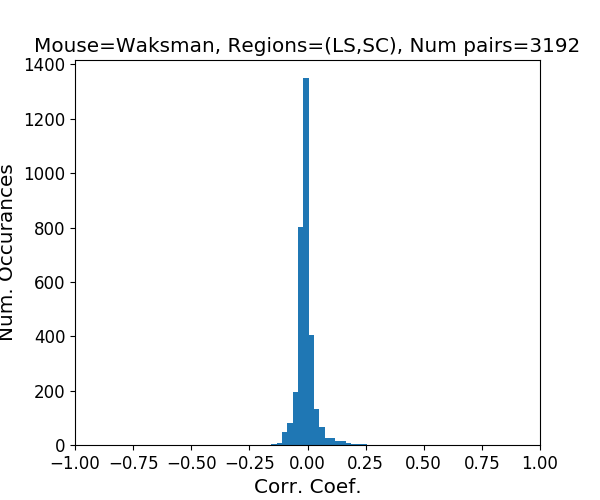 Mouse=Waksman, Regions=(LS,SC), Num pairs=3192
1400
1200
1000
800
600
400
200
0
Num. Occurances
−1.00 −0.75 −0.50 −0.25 0.00 0.25 0.50 0.75 1.00
Corr. Coef.